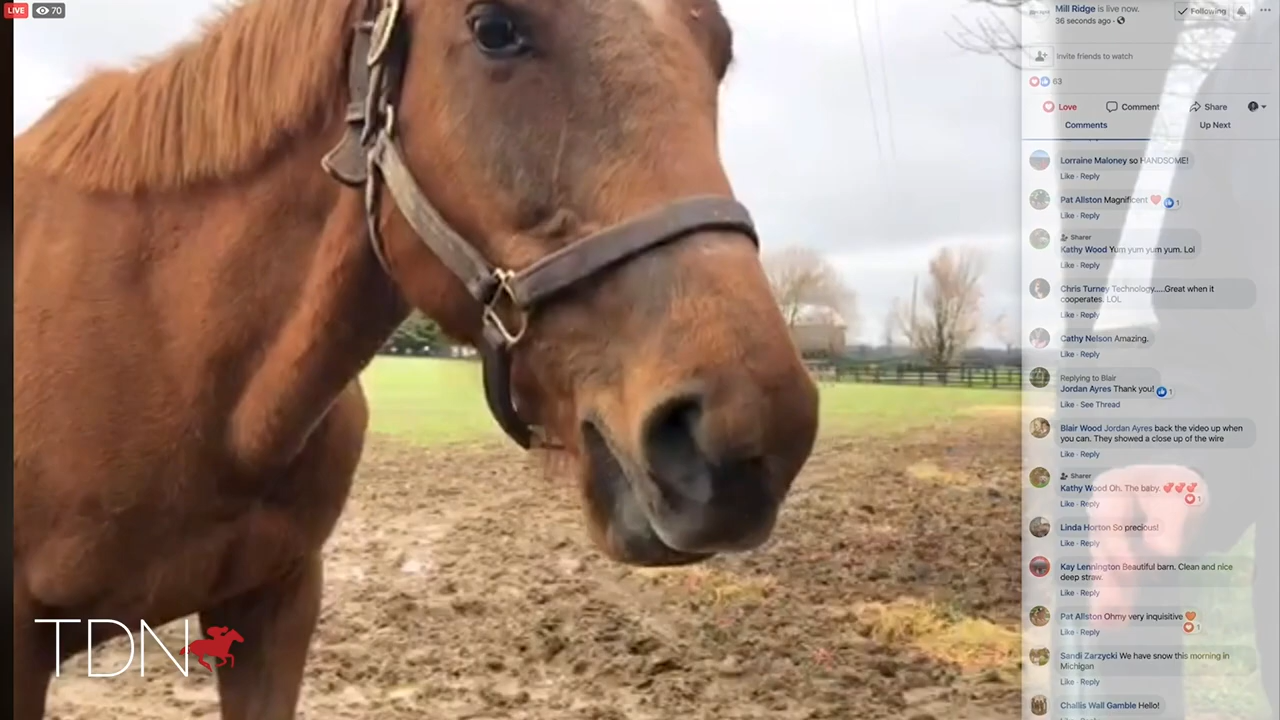 LIVE 70
Mill Ridge is live now.
36 seconds ago ·
Following
Invite friends to watch
63
Love
Comment
Share
Comments
Up Next
Lorraine Maloney so HANDSOME!
Like · Reply
Pat Allston Magnificent 1
Like · Reply
Sharer
Kathy Wood Yum yum yum yum. Lol
Like · Reply
Chris Turney Technology.....Great when it
cooperates. LOL
Like · Reply
Cathy Nelson Amazing.
Like · Reply
Replying to Blair
Jordan Ayres Thank you! 1
Like · See Thread
Blair Wood Jordan Ayres back the video up when
you can. They showed a close up of the wire
Like · Reply
Sharer
Kathy Wood Oh. The baby. 💕💕💕
1
Like · Reply
Linda Horton So precious!
Like · Reply
Kay Lennington Beautiful barn. Clean and nice
deep straw.
Like · Reply
Pat Allston Ohmy very inquisitive 🧡
1
Like · Reply
Sandi Zarzycki We have snow this morning in
Michigan
Like · Reply
Challis Wall Gamble Hello!
TDN